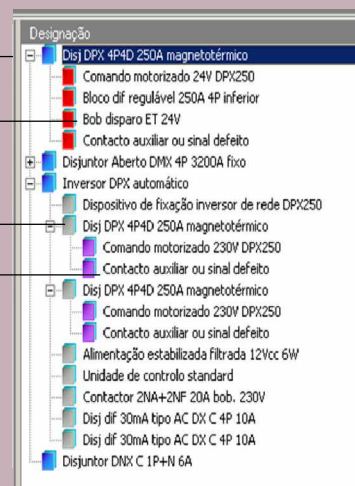 Designação
Disj DPX 4P4D 250A magnetotérmico
Comando motorizado 24V DPX250
Bloco dif regulável 250A 4P inferior
Bob disparo ET 24V
Contacto auxiliar ou sinal defeito
Disjuntor Aberto DMX 4P 3200A fixo
Inversor DPX automático
Dispositivo de fixação inversor de rede DPX250
Disj DPX 4P4D 250A magnetotérmico
Comando motorizado 230V DPX250
Contacto auxiliar ou sinal defeito
Disj DPX 4P4D 250A magnetotérmico
Comando motorizado 230V DPX250
Contacto auxiliar ou sinal defeito
Alimentação estabilizada filtrada 12Vcc 6W
Unidade de controlo standard
Contactor 2NA+2NF 20A bob. 230V
Disj dif 30mA tipo AC DX C 4P 10A
Disj dif 30mA tipo AC DX C 4P 10A
Disjuntor DNX C 1P+N 6A